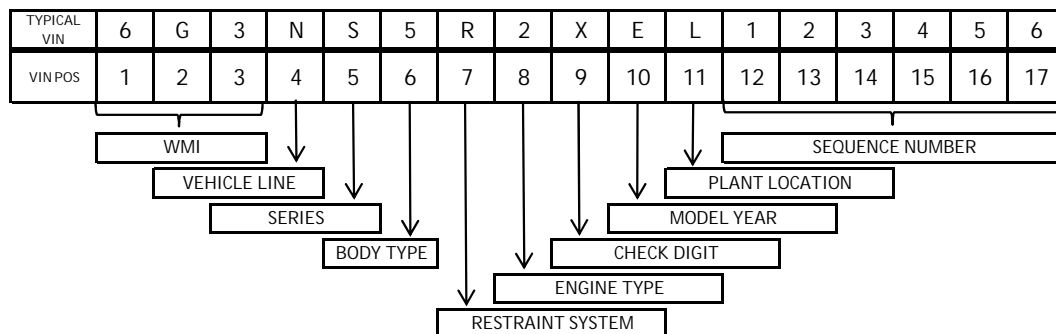 TYPICAL VIN 6 G 3 N S 5 R 2 X E L 1 2 3 4 5 6
VIN POS 1 2 3 4 5 6 7 8 9 10 11 12 13 14 15 16 17
WMI SEQUENCE NUMBER
VEHICLE LINE PLANT LOCATION
SERIES MODEL YEAR
BODY TYPE CHECK DIGIT
ENGINE TYPE
RESTRAINT SYSTEM